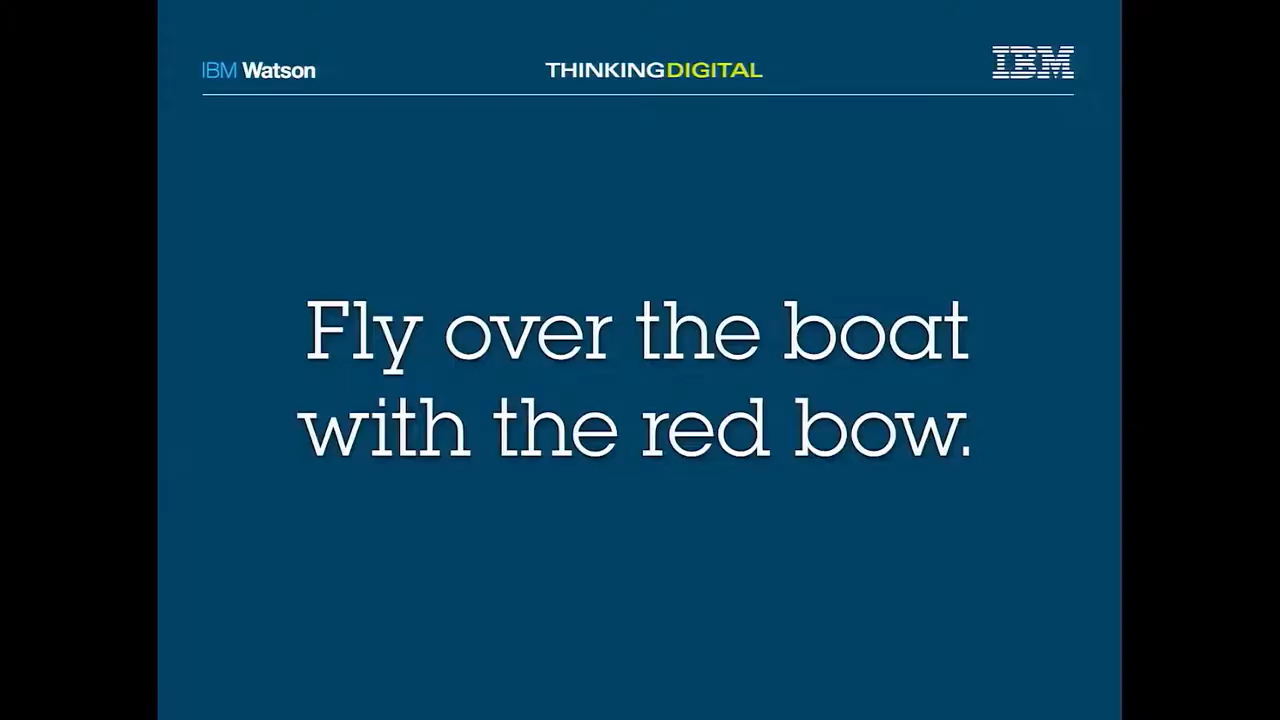 IBM Watson THINKINGDIGITAL IBM
Fly over the boat
with the red bow.